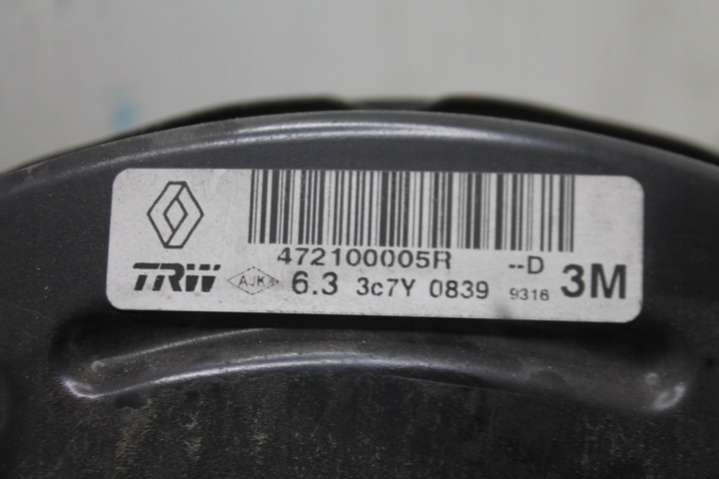 472100005R --D
TRW AJK 6.3 3c7Y 0839 9316 3M